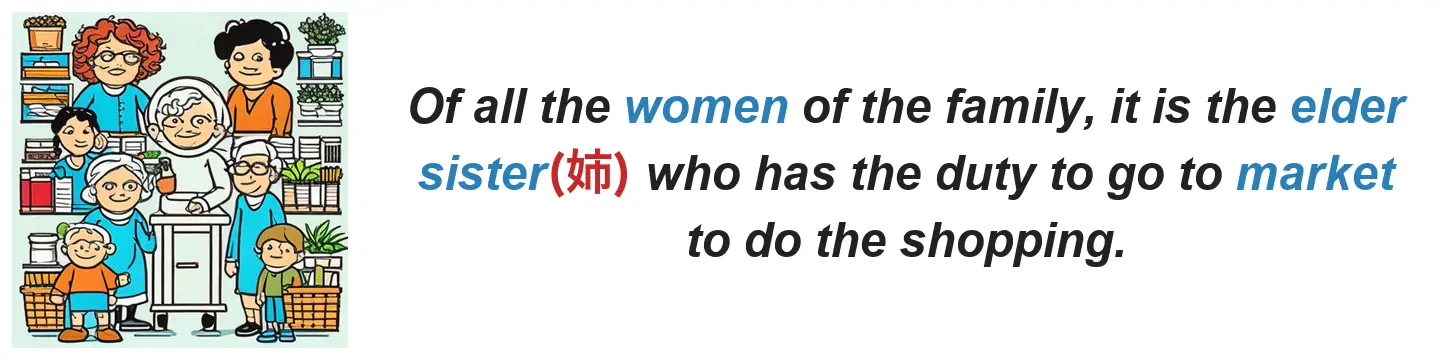 Of all the women of the family, it is the elder
sister(姉) who has the duty to go to market
to do the shopping.